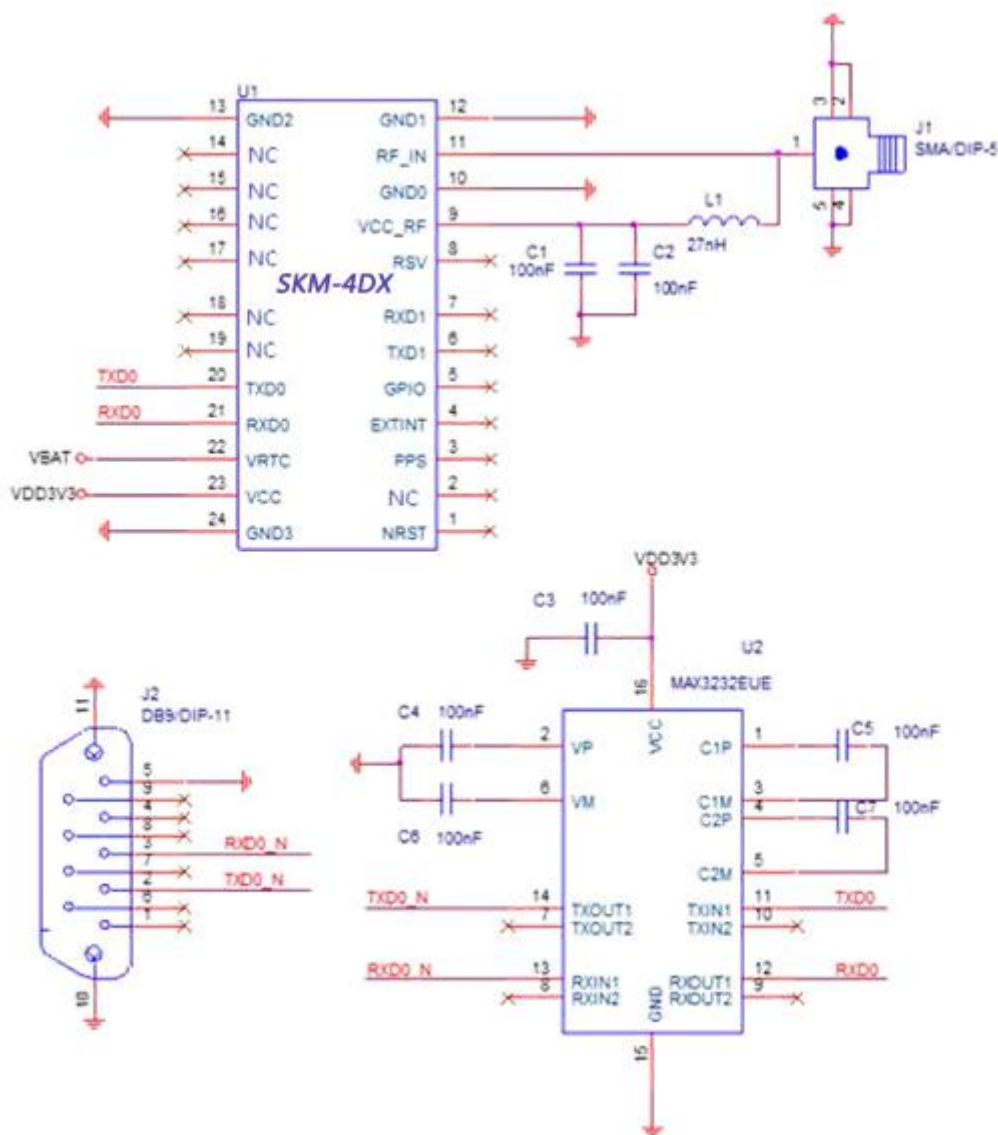 U1
SKM-4DX
13 GND2
14 NC
15 NC
16 NC
17 NC
18 NC
19 NC
TXD0 20 TXD0
RXD0 21 RXD0
VBAT 22 VRTC
VDD3V3 23 VCC
24 GND3
GND1 12
RF_IN 11
GND0 10
VCC_RF 9
RSV 8
RXD1 7
TXD1 6
GPIO 5
EXTINT 4
PPS 3
NC 2
NRST 1
C1
100nF
C2
100nF
L1
27nH
3 2
1
5 4
J1
SMA/DIP-5
J2
DB9/DIP-11
11
5
9
4
8
3 RXD0_N
7
2 TXD0_N
6
1
10
VDD3V3
C3 100nF
U2
MAX3232EUE
16 VCC
C4 100nF
2 VP
6 VM
C6 100nF
TXD0_N 14 TXOUT1
7 TXOUT2
RXD0_N 13 RXIN1
8 RXIN2
C1P 1
C5 100nF
C1M 3
C2P 4
C7 100nF
C2M 5
TXIN1 11 TXD0
TXIN2 10
RXOUT1 12 RXD0
RXOUT2 9
GND 15